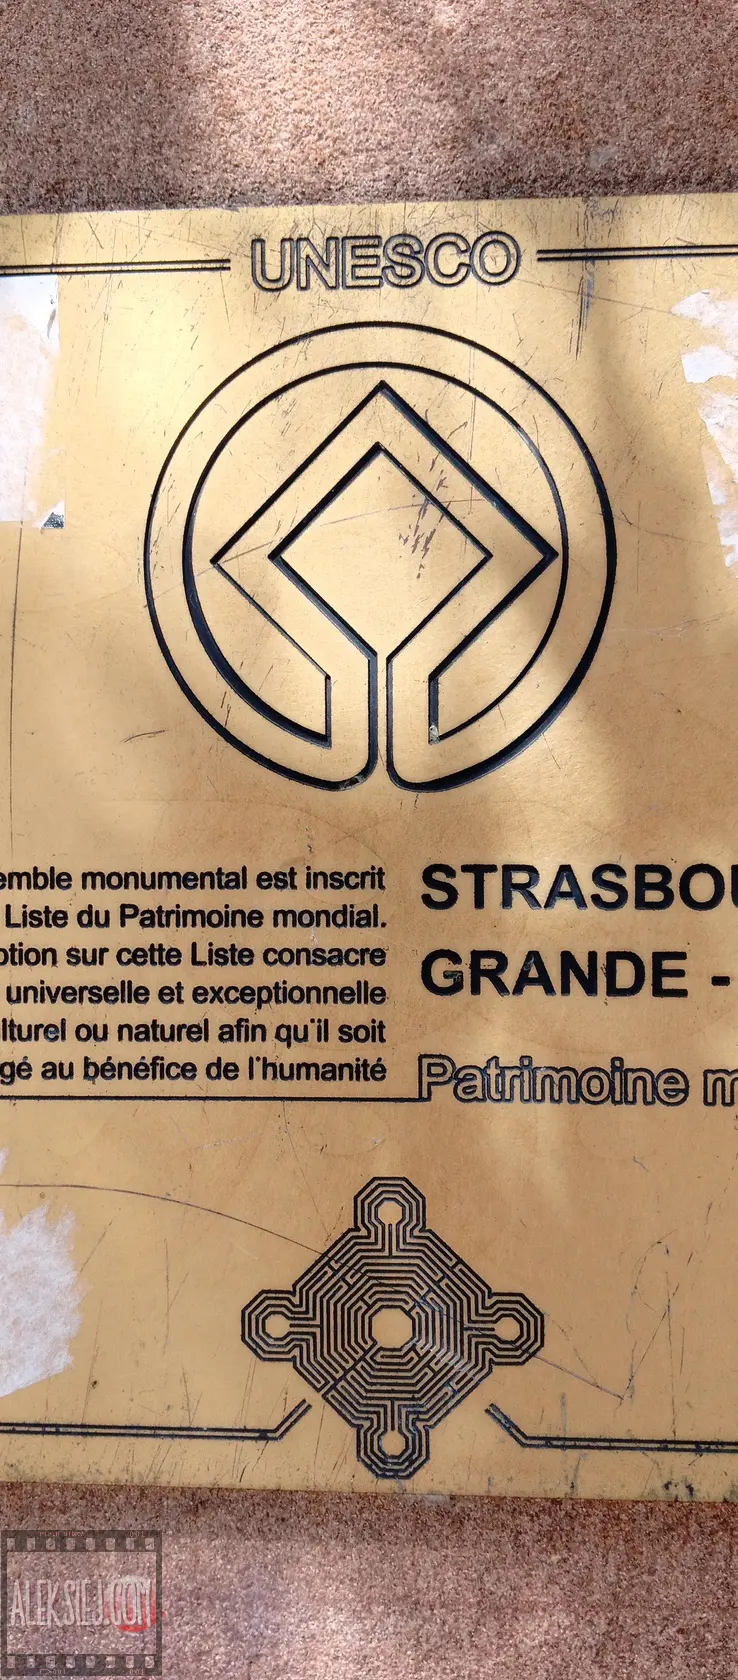 UNESCO
emble monumental est inscrit
Liste du Patrimoine mondial.
ption sur cette Liste consacre
universelle et exceptionnelle
lturel ou naturel afin qu'il soit
gé au bénéfice de l'humanité
STRASBOU
GRANDE -
Patrimoine m
ALEKSIEJ.COM